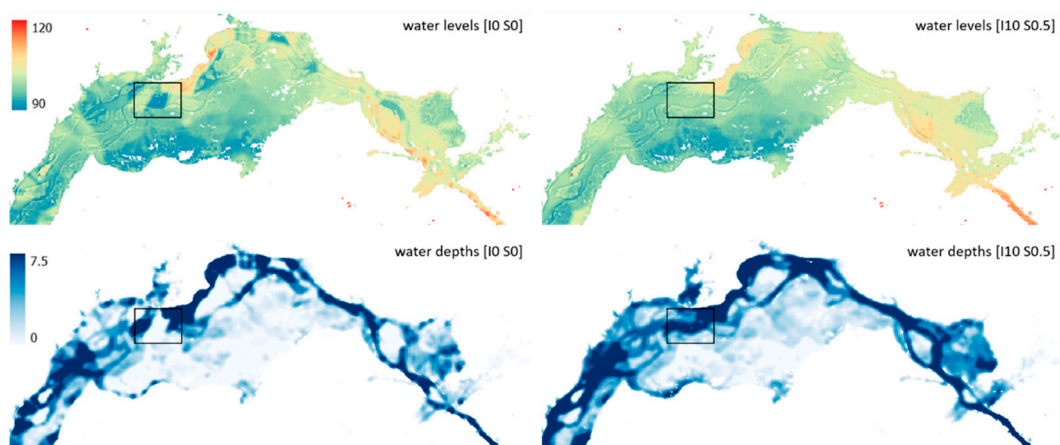 water levels [I0 S0]
120
90
water levels [I10 S0.5]
water depths [I0 S0]
7.5
0
water depths [I10 S0.5]